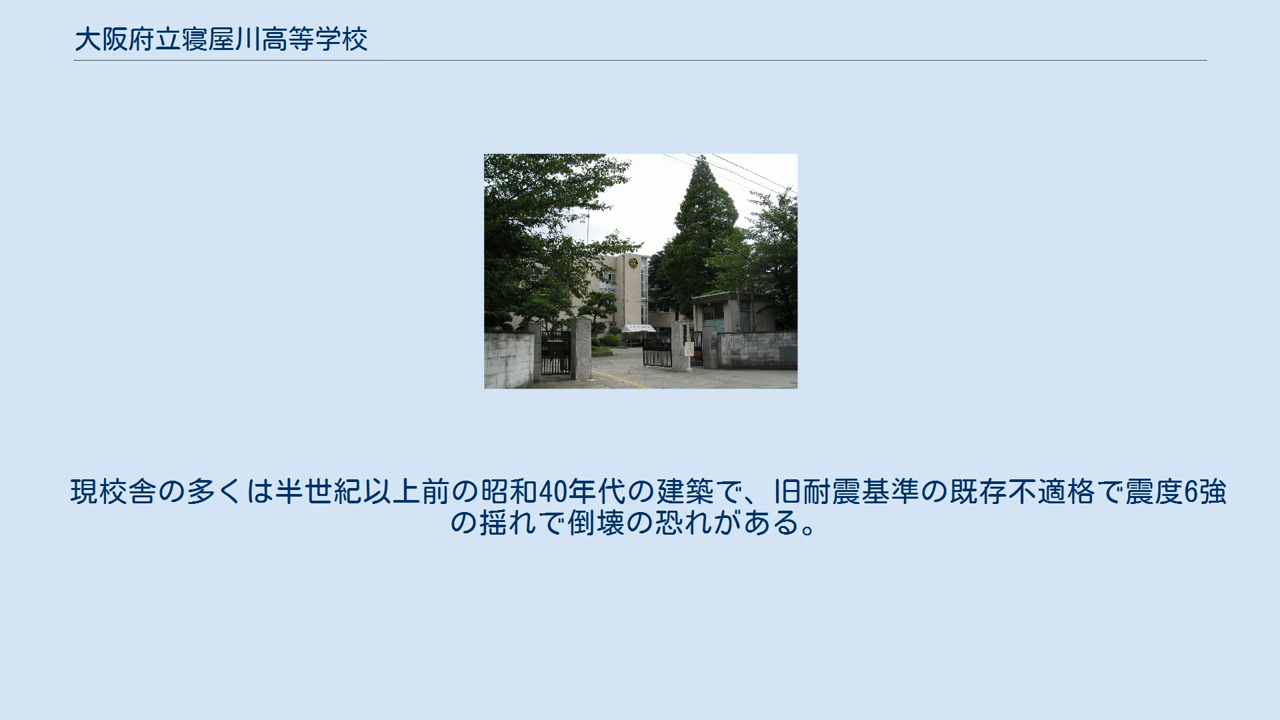 大阪府立寝屋川高等学校
現校舎の多くは半世紀以上前の昭和40年代の建築で、旧耐震基準の既存不適格で震度6強
の揺れで倒壊の恐れがある。